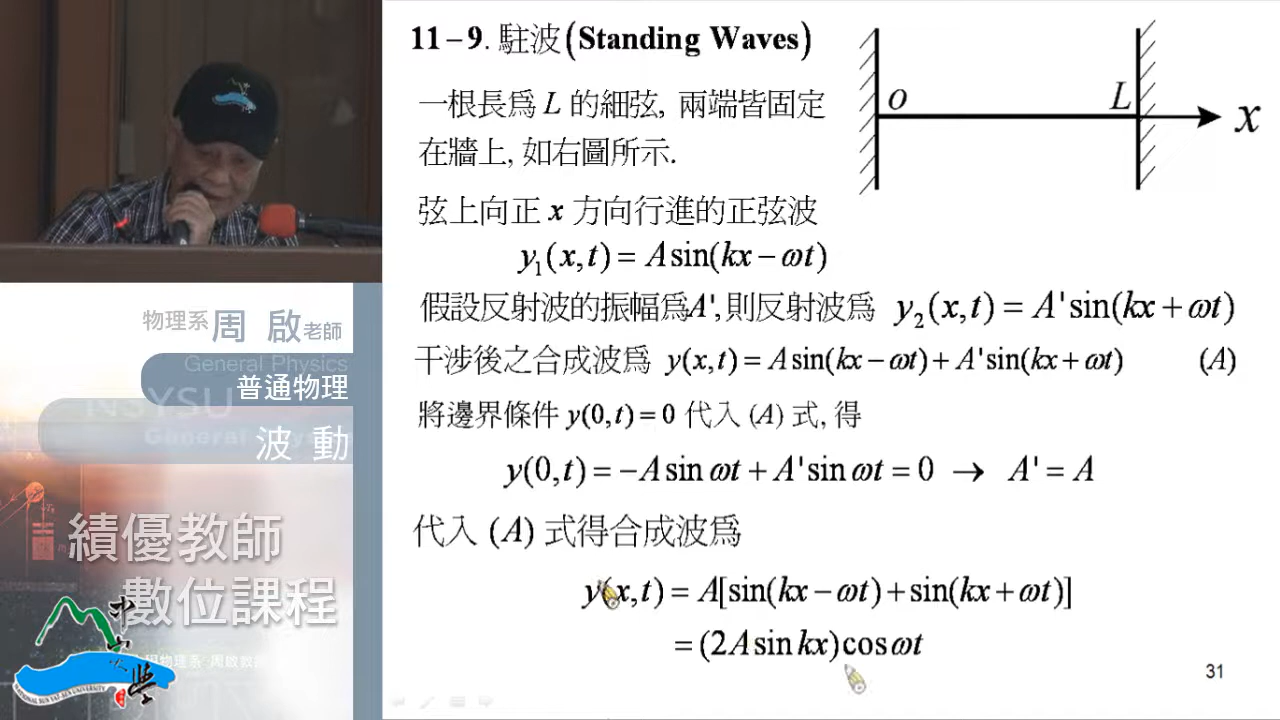 11-9. 駐波(Standing Waves)
一根長為 L 的細弦, 兩端皆固定
在牆上, 如右圖所示.
O L x
弦上向正 x 方向行進的正弦波
y₁(x,t) = A sin(kx − ωt)
假設反射波的振幅為A', 則反射波為 y₂(x,t) = A' sin(kx + ωt)
干涉後之合成波為 y(x,t) = A sin(kx − ωt) + A' sin(kx + ωt) (A)
將邊界條件 y(0,t) = 0 代入 (A) 式, 得
y(0,t) = −A sin ωt + A' sin ωt = 0 → A' = A
代入 (A) 式得合成波為
y(x,t) = A[sin(kx − ωt) + sin(kx + ωt)]
= (2A sin kx) cos ωt
31
物理系 周 啟 老師
General Physics
普通物理
NSYSU
General Physics
波 動
績優教師
數位課程